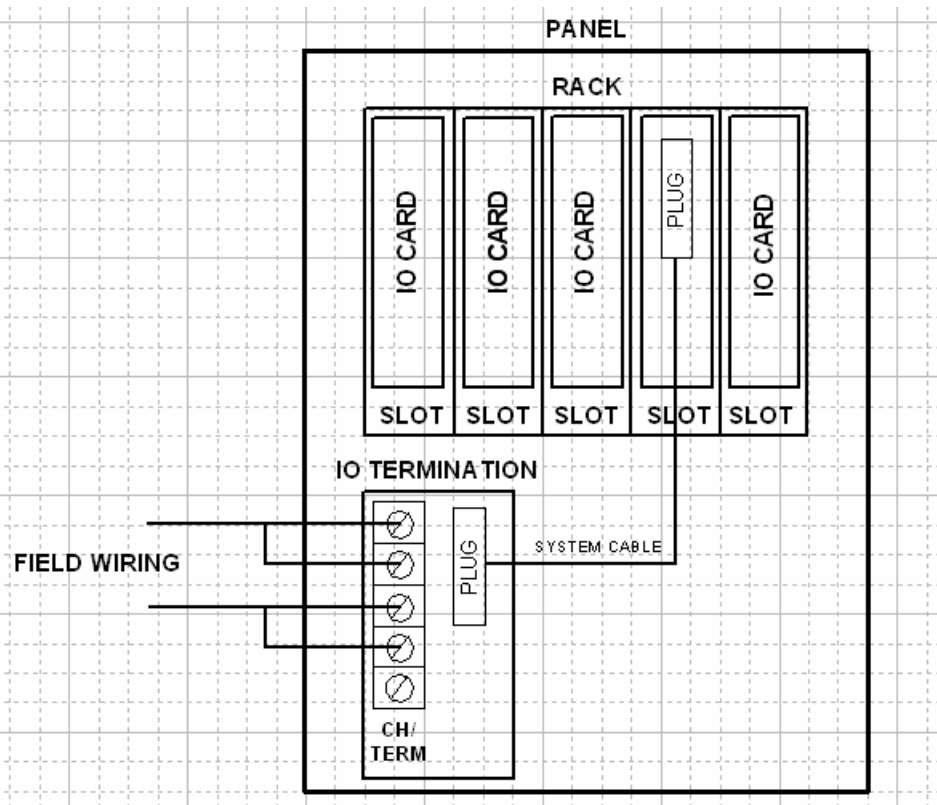 PANEL
RACK
IO CARD
IO CARD
IO CARD
PLUG
IO CARD
SLOT SLOT SLOT SLOT SLOT
IO TERMINATION
FIELD WIRING
PLUG
SYSTEM CABLE
CH/
TERM